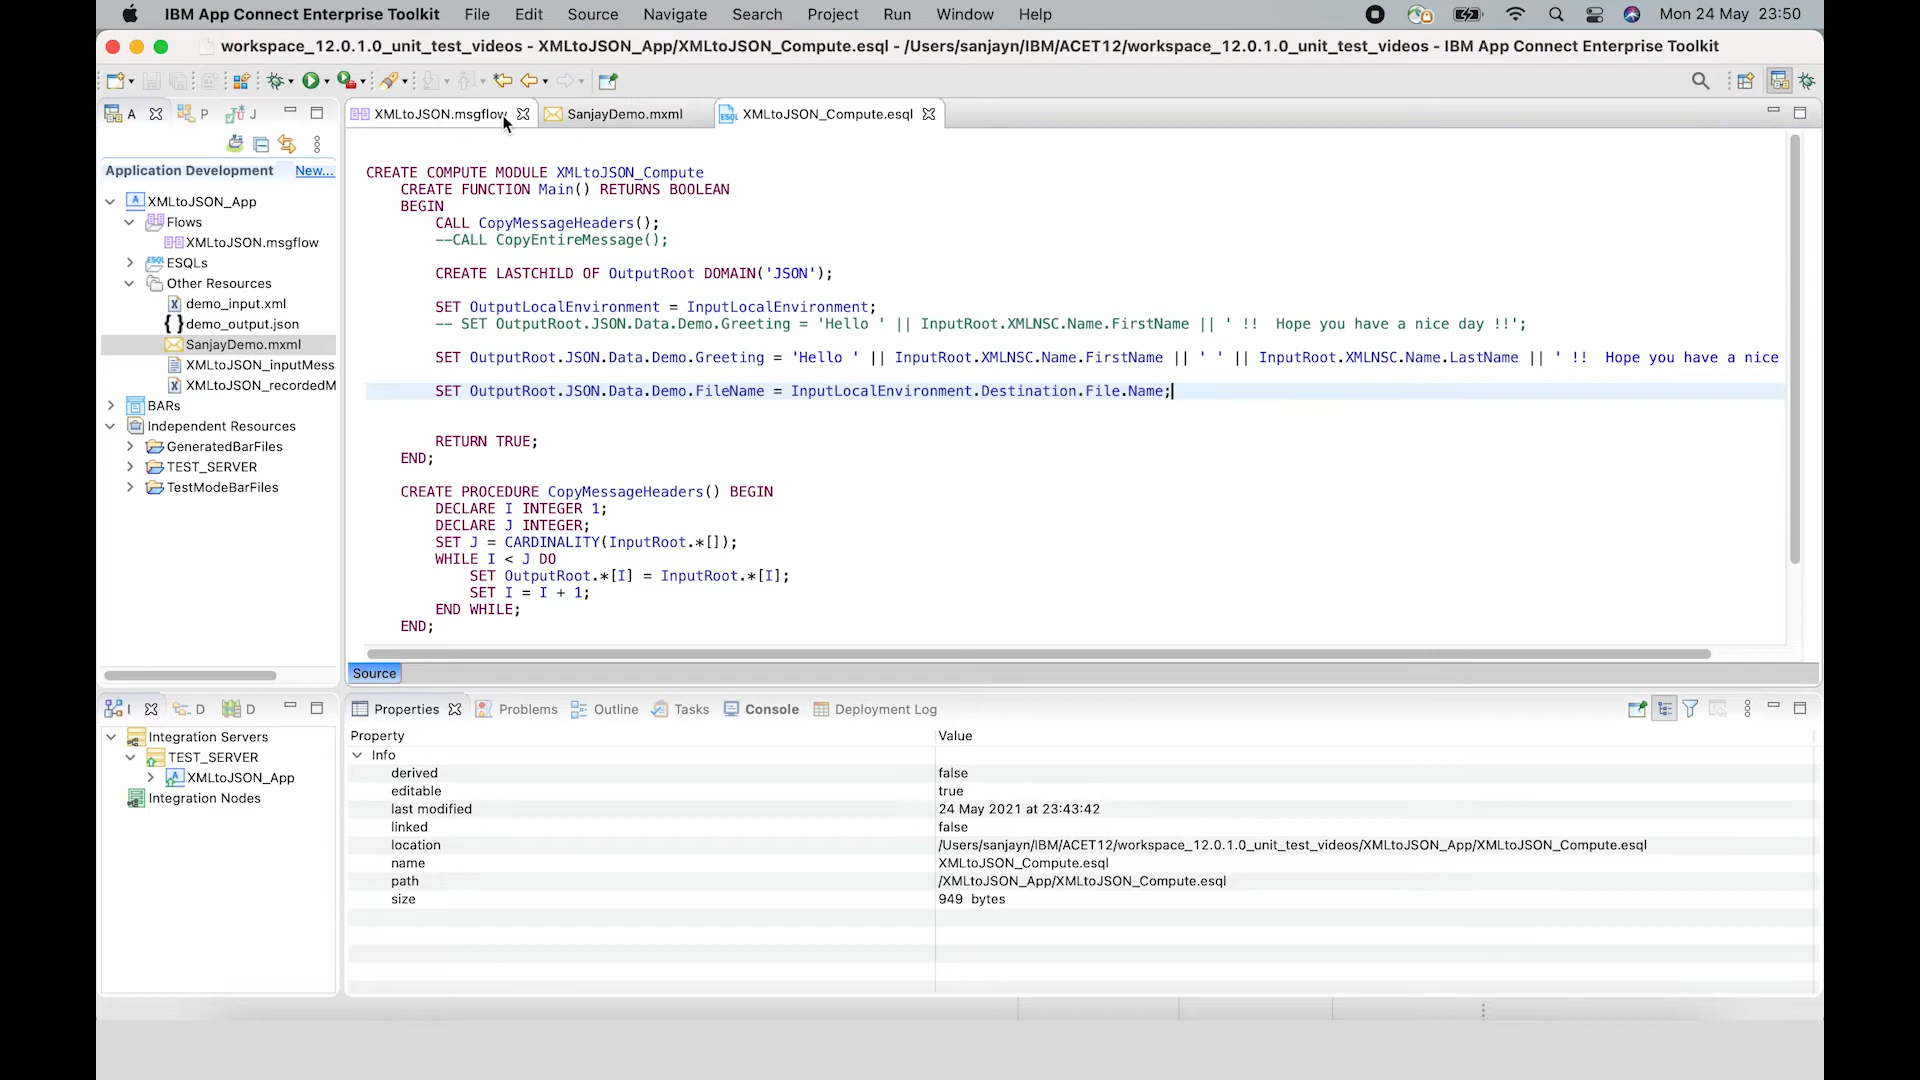 IBM App Connect Enterprise Toolkit File Edit Source Navigate Search Project Run Window Help Mon 24 May 23:50
workspace_12.0.1.0_unit_test_videos - XMLtoJSON_App/XMLtoJSON_Compute.esql - /Users/sanjayn/IBM/ACET12/workspace_12.0.1.0_unit_test_videos - IBM App Connect Enterprise Toolkit
A P J
XMLtoJSON.msgflow SanjayDemo.mxml XMLtoJSON_Compute.esql
Application Development New...
XMLtoJSON_App
Flows
XMLtoJSON.msgflow
ESQLs
Other Resources
demo_input.xml
demo_output.json
SanjayDemo.mxml
XMLtoJSON_inputMess
XMLtoJSON_recordedM
BARs
Independent Resources
GeneratedBarFiles
TEST_SERVER
TestModeBarFiles
CREATE COMPUTE MODULE XMLtoJSON_Compute
CREATE FUNCTION Main() RETURNS BOOLEAN
BEGIN
CALL CopyMessageHeaders();
--CALL CopyEntireMessage();
CREATE LASTCHILD OF OutputRoot DOMAIN('JSON');
SET OutputLocalEnvironment = InputLocalEnvironment;
-- SET OutputRoot.JSON.Data.Demo.Greeting = 'Hello ' || InputRoot.XMLNSC.Name.FirstName || ' !!  Hope you have a nice day !!';
SET OutputRoot.JSON.Data.Demo.Greeting = 'Hello ' || InputRoot.XMLNSC.Name.FirstName || ' ' || InputRoot.XMLNSC.Name.LastName || ' !!  Hope you have a nice
SET OutputRoot.JSON.Data.Demo.FileName = InputLocalEnvironment.Destination.File.Name;
RETURN TRUE;
END;
CREATE PROCEDURE CopyMessageHeaders() BEGIN
DECLARE I INTEGER 1;
DECLARE J INTEGER;
SET J = CARDINALITY(InputRoot.*[]);
WHILE I < J DO
SET OutputRoot.*[I] = InputRoot.*[I];
SET I = I + 1;
END WHILE;
END;
Source
I D D
Integration Servers
TEST_SERVER
XMLtoJSON_App
Integration Nodes
Properties Problems Outline Tasks Console Deployment Log
Property Value
Info
derived false
editable true
last modified 24 May 2021 at 23:43:42
linked false
location /Users/sanjayn/IBM/ACET12/workspace_12.0.1.0_unit_test_videos/XMLtoJSON_App/XMLtoJSON_Compute.esql
name XMLtoJSON_Compute.esql
path /XMLtoJSON_App/XMLtoJSON_Compute.esql
size 949 bytes